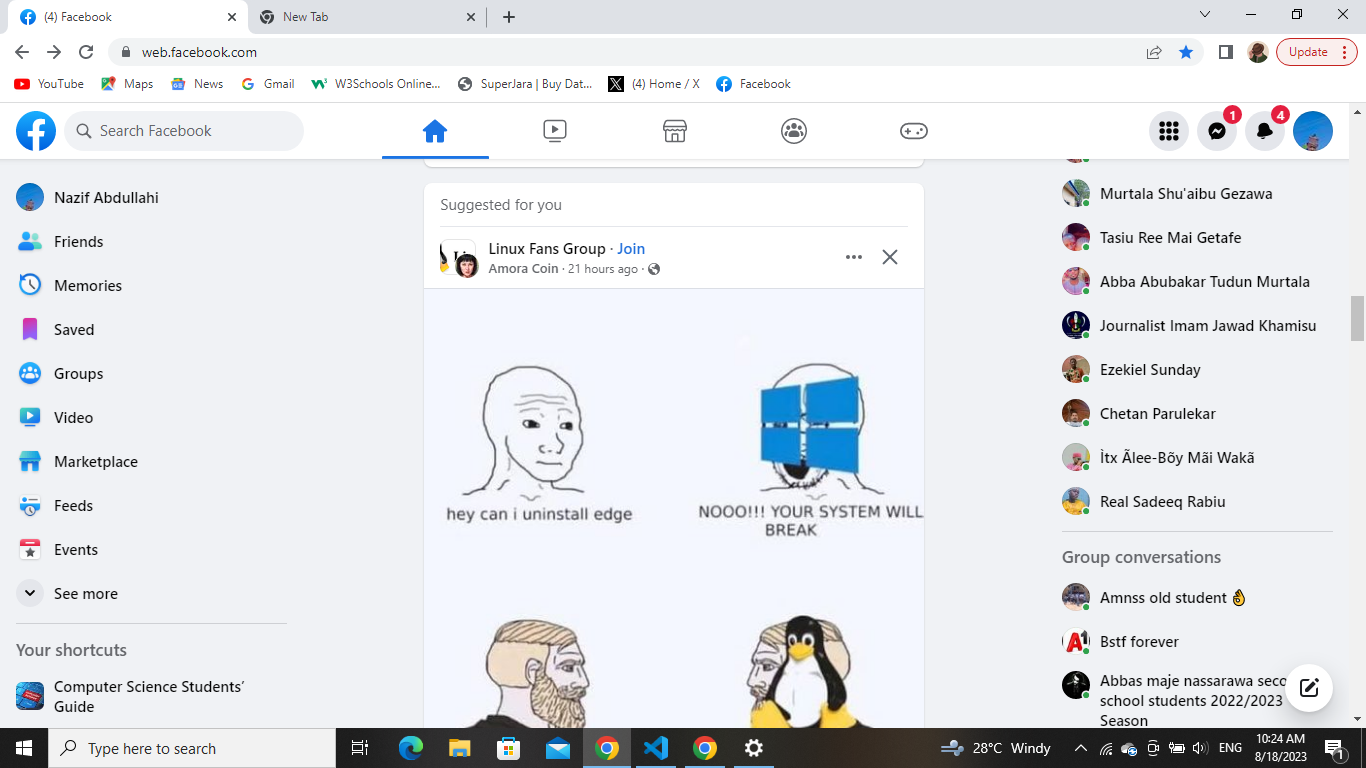 (4) Facebook
New Tab
web.facebook.com
Update
YouTube
Maps
News
Gmail
W3Schools Online...
SuperJara | Buy Dat...
(4) Home / X
Facebook
Search Facebook
1
4
Nazif Abdullahi
Friends
Memories
Saved
Groups
Video
Marketplace
Feeds
Events
See more
Your shortcuts
Computer Science Students’
Guide
Suggested for you
Linux Fans Group · Join
Amora Coin · 21 hours ago ·
hey can i uninstall edge
NOOO!!! YOUR SYSTEM WILL
BREAK
Murtala Shu'aibu Gezawa
Tasiu Ree Mai Getafe
Abba Abubakar Tudun Murtala
Journalist Imam Jawad Khamisu
Ezekiel Sunday
Chetan Parulekar
Ìtx Ãlee-Bõy Mãi Wakã
Real Sadeeq Rabiu
Group conversations
Amnss old student 👌
A1
Bstf forever
Abbas maje nassarawa seco
school students 2022/2023
Season
Type here to search
28°C Windy
ENG
10:24 AM
8/18/2023
1